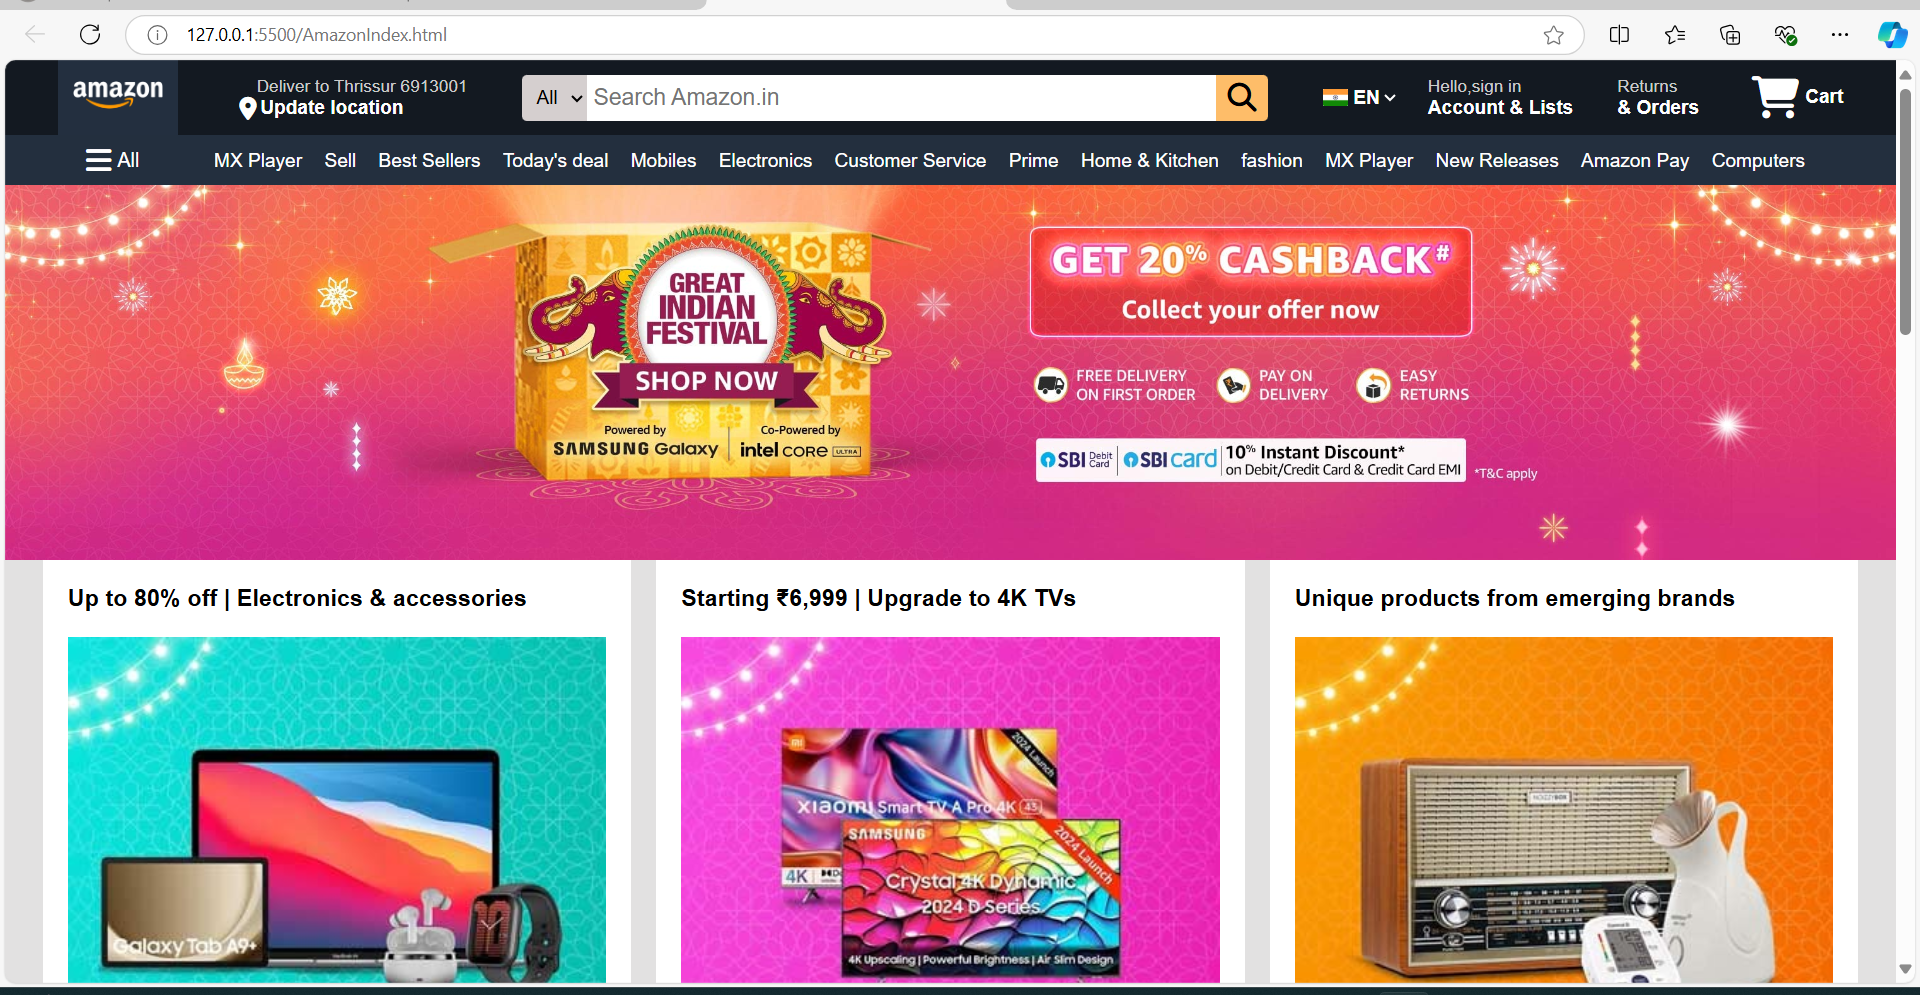 127.0.0.1:5500/AmazonIndex.html
amazon
Deliver to Thrissur 6913001
Update location
All
Search Amazon.in
EN
Hello,sign in
Account & Lists
Returns
& Orders
Cart
All
MX Player Sell Best Sellers Today's deal Mobiles Electronics Customer Service Prime Home & Kitchen fashion MX Player New Releases Amazon Pay Computers
GREAT
INDIAN
FESTIVAL
SHOP NOW
Powered by
SAMSUNG Galaxy
Co-Powered by
intel CORE ULTRA
GET 20% CASHBACK#
Collect your offer now
FREE DELIVERY
ON FIRST ORDER
PAY ON
DELIVERY
EASY
RETURNS
SBI Debit Card
SBI card
10% Instant Discount*
on Debit/Credit Card & Credit Card EMI
*T&C apply
Up to 80% off | Electronics & accessories
Starting ₹6,999 | Upgrade to 4K TVs
Unique products from emerging brands
Galaxy Tab A9+
10
2024 Launch
xiaomi Smart TV A Pro 4K 43
4K
SAMSUNG
2024 Launch
Crystal 4K Dynamic
2024 D Series
4K Upscaling | Powerful Brightness | Air Slim Design